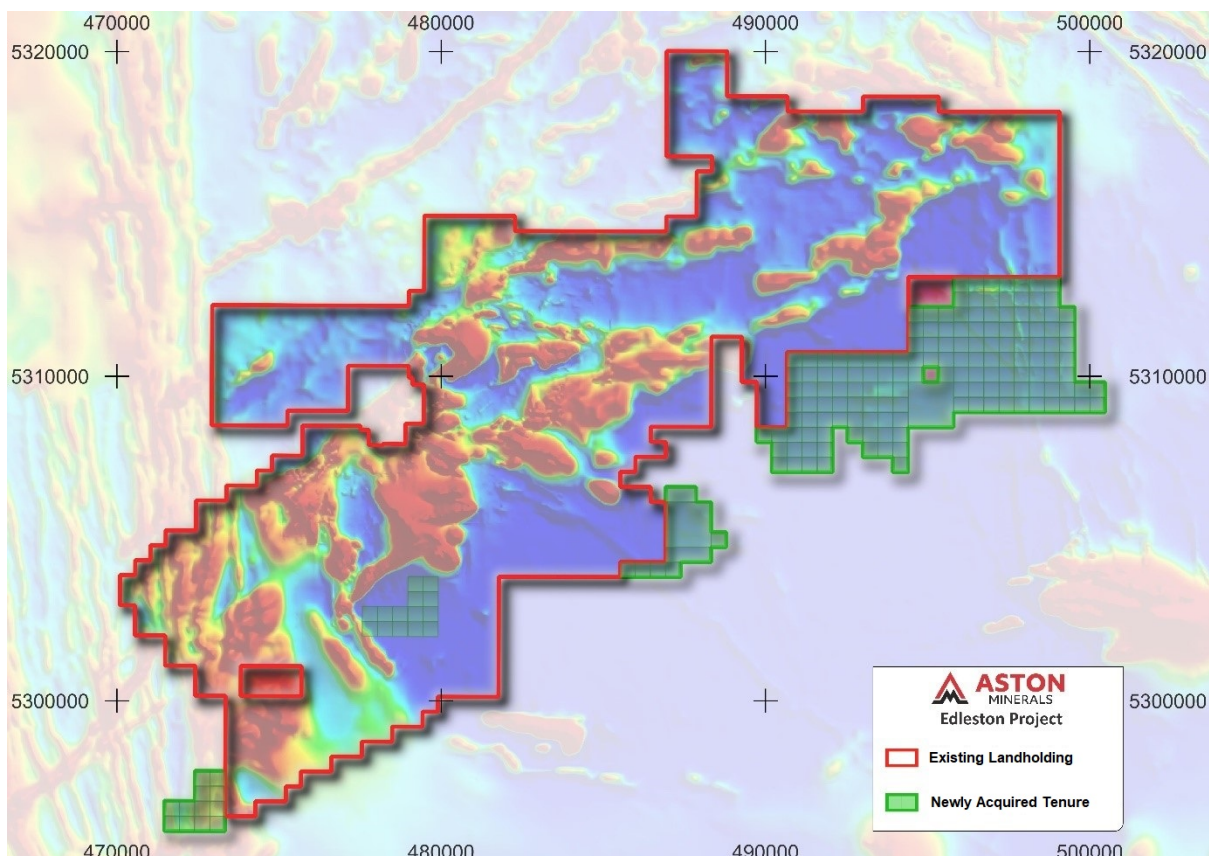 470000 480000 490000 500000
5320000 5320000
5310000 5310000
5300000 5300000
ASTON
MINERALS
Edleston Project
Existing Landholding
Newly Acquired Tenure
470000 480000 490000 500000